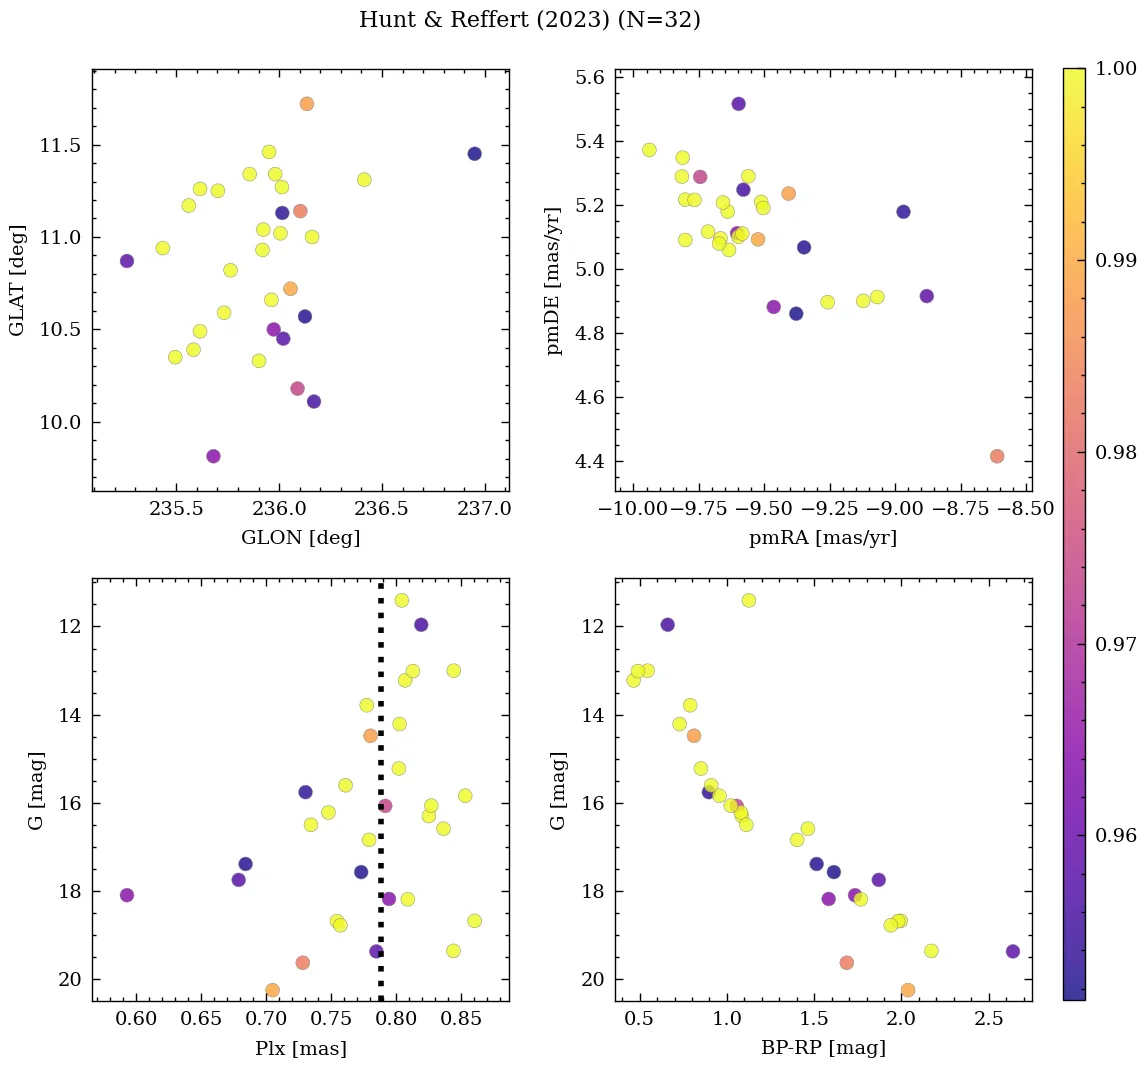 Hunt & Reffert (2023) (N=32)
11.5
11.0
10.5
10.0
GLAT [deg]
235.5 236.0 236.5 237.0
GLON [deg]
5.6
5.4
5.2
5.0
4.8
4.6
4.4
pmDE [mas/yr]
−10.00 −9.75 −9.50 −9.25 −9.00 −8.75 −8.50
pmRA [mas/yr]
1.00
0.99
0.98
0.97
0.96
12
14
16
18
20
G [mag]
0.60 0.65 0.70 0.75 0.80 0.85
Plx [mas]
12
14
16
18
20
G [mag]
0.5 1.0 1.5 2.0 2.5
BP-RP [mag]